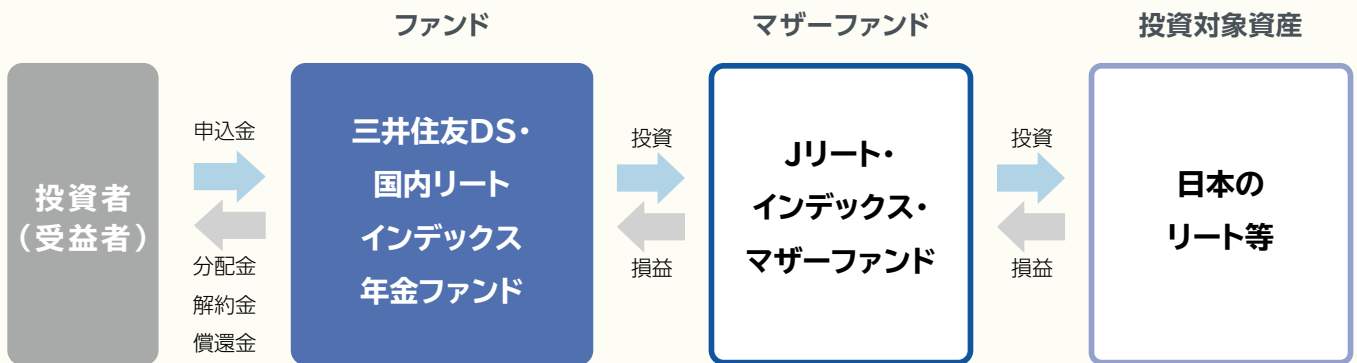 ファンド
マザーファンド
投資対象資産
投資者
（受益者）
申込金
分配金
解約金
償還金
三井住友DS・
国内リート
インデックス
年金ファンド
投資
損益
Jリート・
インデックス・
マザーファンド
投資
損益
日本の
リート等